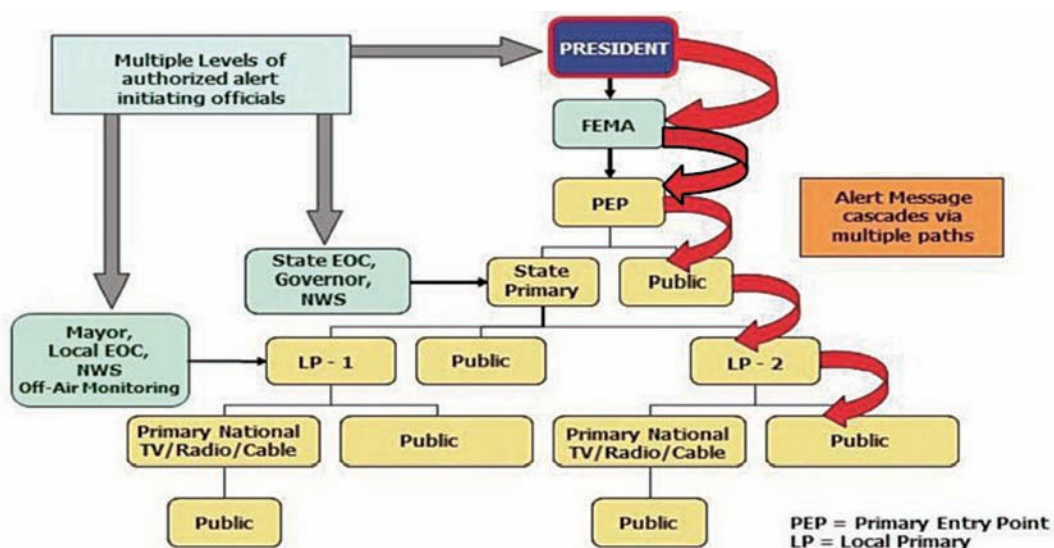 Multiple Levels of
authorized alert
initiating officials
PRESIDENT
FEMA
PEP
Alert Message
cascades via
multiple paths
State EOC,
Governor,
NWS
State
Primary
Public
Mayor,
Local EOC,
NWS
Off-Air Monitoring
LP - 1
Public
LP - 2
Primary National
TV/Radio/Cable
Public
Primary National
TV/Radio/Cable
Public
Public
Public
PEP = Primary Entry Point
LP = Local Primary